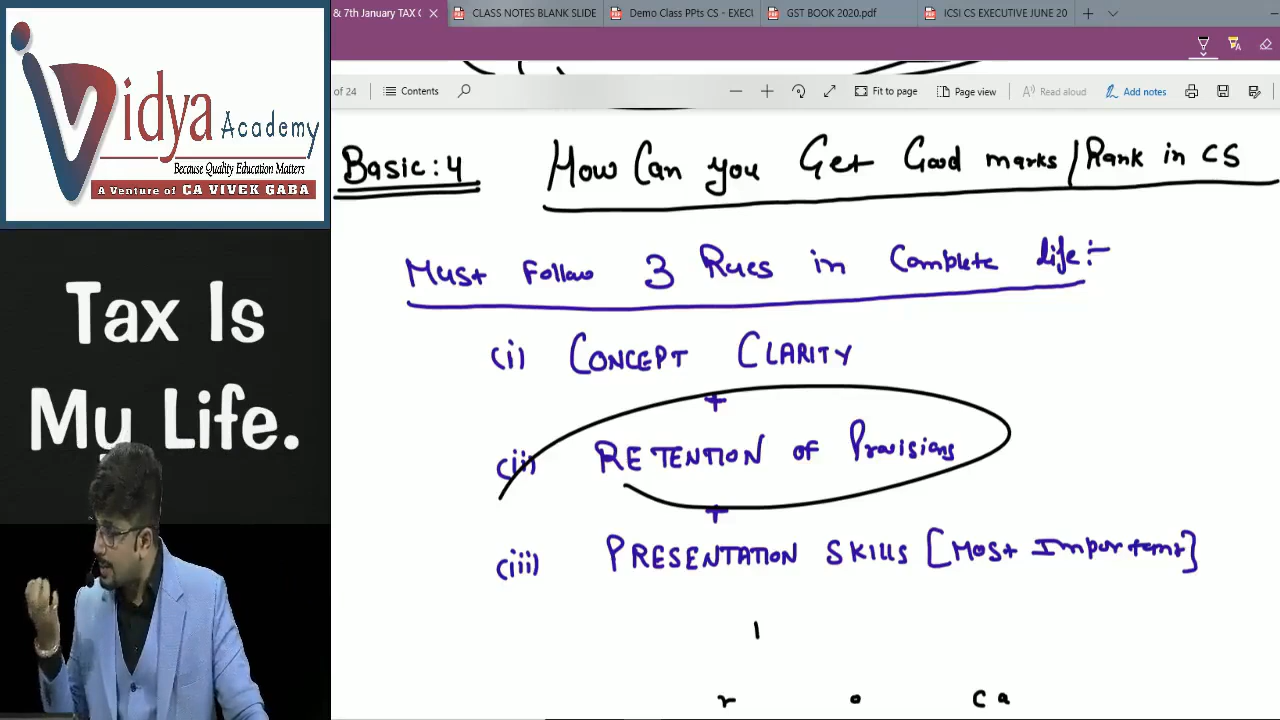 & 7th January TAX C
CLASS NOTES BLANK SLIDE
Demo Class PPts CS - EXECU
GST BOOK 2020.pdf
ICSI CS EXECUTIVE JUNE 20
of 24
Contents
Fit to page
Page view
Read aloud
Add notes
Vidya Academy
Because Quality Education Matters
A Venture of CA VIVEK GABA
Tax Is
My Life.
Basic:4 How Can you Get Good marks/Rank in CS
Must Follow 3 Rues in Complete life:-
(i) CONCEPT CLARITY
+
(ii) RETENTION of Provisions
+
(iii) PRESENTATION SKILLS [Most Important]